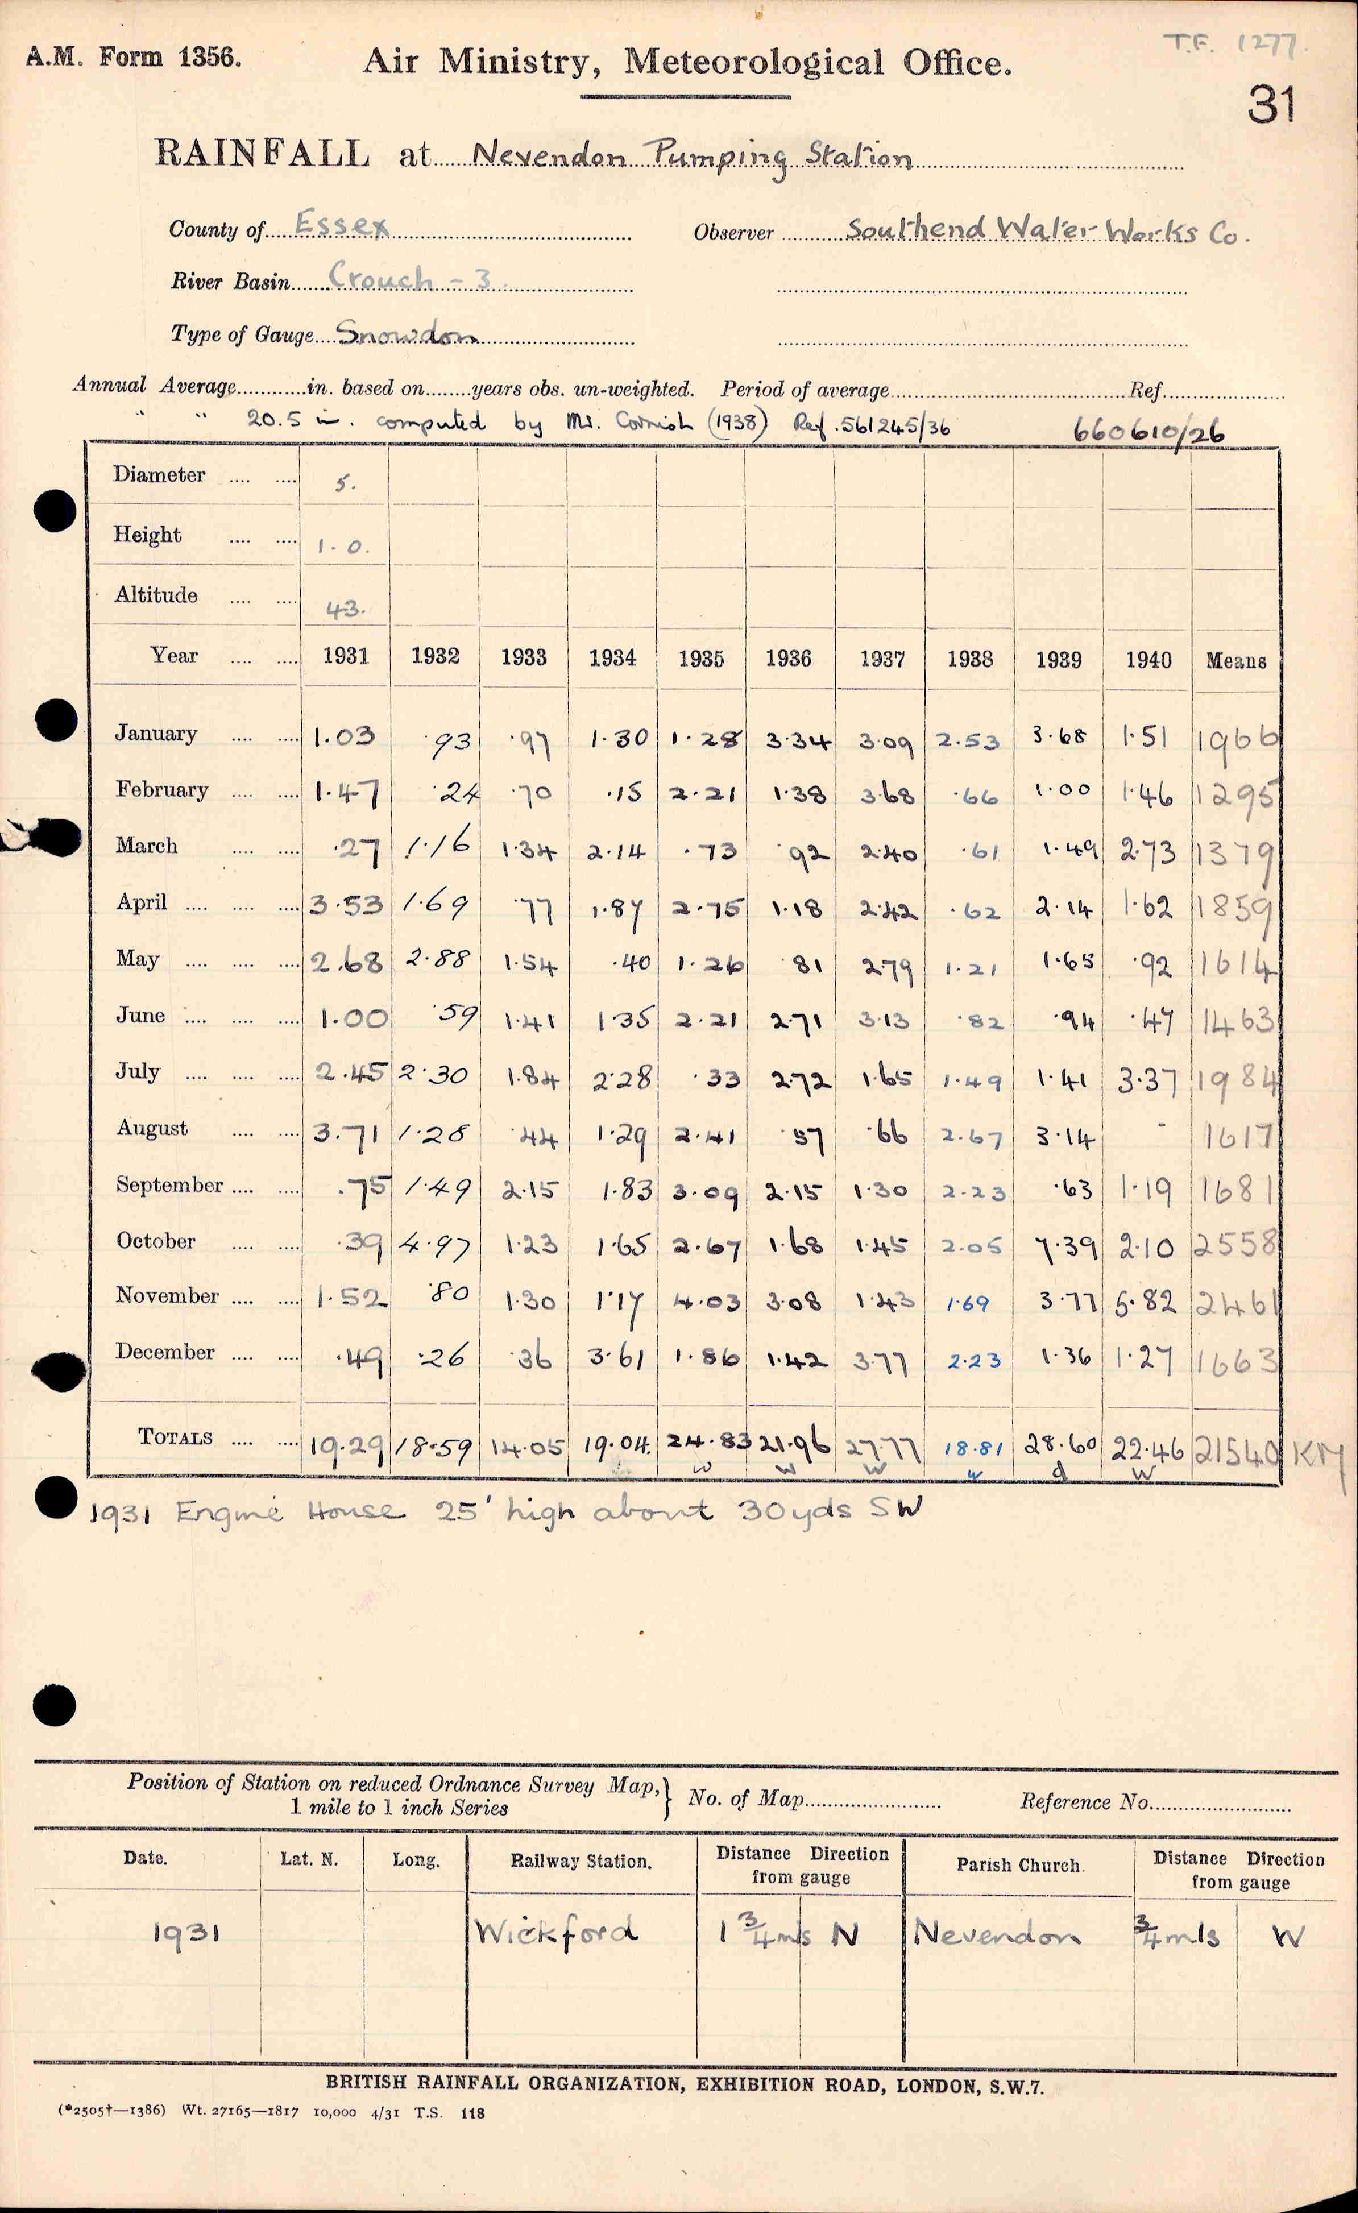 T.F. 1277.
A.M. Form 1356. Air Ministry, Meteorological Office.
31
RAINFALL at Nevendon Pumping Station
County of Essex Observer Southend Water Works Co.
River Basin Crouch - 3.
Type of Gauge Snowdon
Annual Average in. based on years obs. un-weighted. Period of average Ref.
" " 20.5 in. computed by Mr. Cornish (1938) Ref. 561245/36 660610/26
Diameter 5.
Height 1.0.
Altitude 43.
Year 1931 1932 1933 1934 1935 1936 1937 1938 1939 1940 Means
January 1.03 .93 .97 1.30 1.28 3.34 3.09 2.53 3.68 1.51 1966
February 1.47 .24 .70 .15 2.21 1.38 3.68 .66 1.00 1.46 1295
March .27 1.16 1.34 2.14 .73 .92 2.40 .61 1.49 2.73 1379
April 3.53 1.69 .77 1.87 2.75 1.18 2.42 .62 2.14 1.62 1859
May 2.68 2.88 1.54 .40 1.26 .81 2.79 1.21 1.65 .92 1614
June 1.00 .59 1.41 1.35 2.21 2.71 3.13 .82 .94 .47 1463
July 2.45 2.30 1.84 2.28 .33 2.72 1.65 1.49 1.41 3.37 1984
August 3.71 1.28 .44 1.29 2.41 .57 .66 2.67 3.14 - 1617
September .75 1.49 2.15 1.83 3.09 2.15 1.30 2.23 .63 1.19 1681
October .39 4.97 1.23 1.65 2.67 1.68 1.45 2.05 7.39 2.10 2558
November 1.52 .80 1.30 1.17 4.03 3.08 1.43 1.69 3.77 5.82 2461
December .49 .26 .36 3.61 1.86 1.42 3.77 2.23 1.36 1.27 1663
TOTALS 19.29 18.59 14.05 19.04 24.83 21.96 27.77 18.81 28.60 22.46 21540 KM
w w w w d w
1931 Engine House 25' high about 30yds SW
Position of Station on reduced Ordnance Survey Map, } No. of Map Reference No.
1 mile to 1 inch Series
Date. Lat. N. Long. Railway Station. Distance Direction from gauge Parish Church. Distance Direction from gauge
1931 Wickford 1 3/4 mls N Nevendon 3/4 mls W
BRITISH RAINFALL ORGANIZATION, EXHIBITION ROAD, LONDON, S.W.7.
(*2505†—1386) Wt. 27165—1817 10,000 4/31 T.S. 118